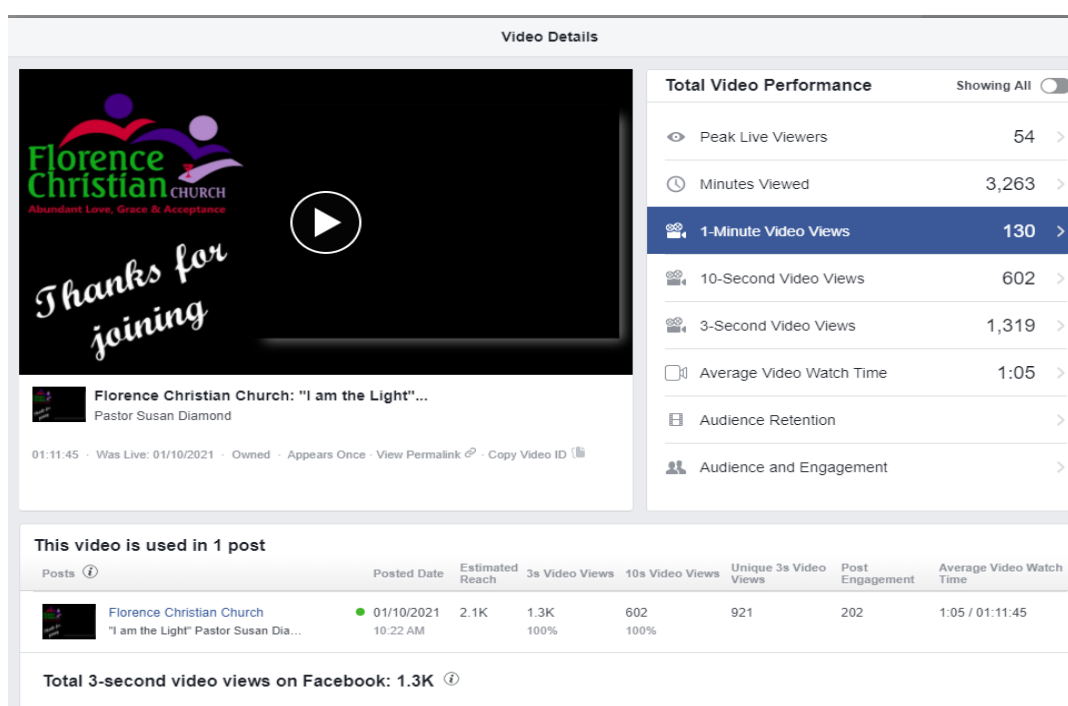 Video Details
Florence
Christian CHURCH
Abundant Love, Grace & Acceptance
Thanks for
joining
Florence Christian Church: "I am the Light"...
Pastor Susan Diamond
01:11:45 · Was Live: 01/10/2021 · Owned · Appears Once · View Permalink · Copy Video ID
Total Video Performance Showing All
Peak Live Viewers 54
Minutes Viewed 3,263
1-Minute Video Views 130
10-Second Video Views 602
3-Second Video Views 1,319
Average Video Watch Time 1:05
Audience Retention
Audience and Engagement
This video is used in 1 post
Posts Posted Date Estimated Reach 3s Video Views 10s Video Views Unique 3s Video Views Post Engagement Average Video Watch Time
Florence Christian Church 01/10/2021 2.1K 1.3K 602 921 202 1:05 / 01:11:45
"I am the Light" Pastor Susan Dia... 10:22 AM 100% 100%
Total 3-second video views on Facebook: 1.3K